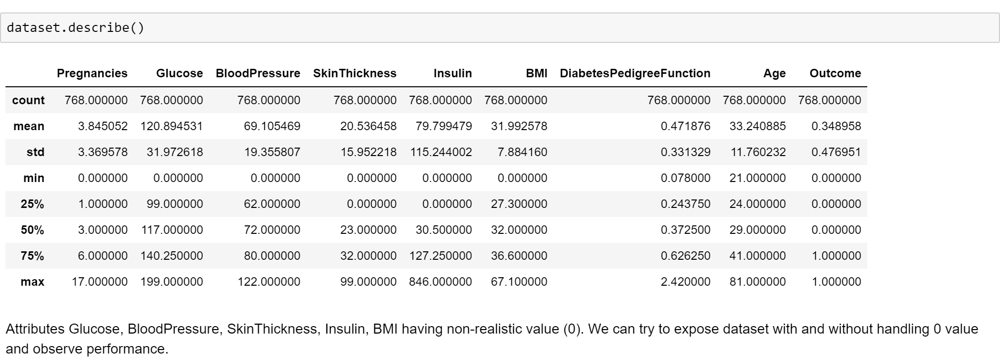 dataset.describe()
Pregnancies Glucose BloodPressure SkinThickness Insulin BMI DiabetesPedigreeFunction Age Outcome
count 768.000000 768.000000 768.000000 768.000000 768.000000 768.000000 768.000000 768.000000 768.000000
mean 3.845052 120.894531 69.105469 20.536458 79.799479 31.992578 0.471876 33.240885 0.348958
std 3.369578 31.972618 19.355807 15.952218 115.244002 7.884160 0.331329 11.760232 0.476951
min 0.000000 0.000000 0.000000 0.000000 0.000000 0.000000 0.078000 21.000000 0.000000
25% 1.000000 99.000000 62.000000 0.000000 0.000000 27.300000 0.243750 24.000000 0.000000
50% 3.000000 117.000000 72.000000 23.000000 30.500000 32.000000 0.372500 29.000000 0.000000
75% 6.000000 140.250000 80.000000 32.000000 127.250000 36.600000 0.626250 41.000000 1.000000
max 17.000000 199.000000 122.000000 99.000000 846.000000 67.100000 2.420000 81.000000 1.000000
Attributes Glucose, BloodPressure, SkinThickness, Insulin, BMI having non-realistic value (0). We can try to expose dataset with and without handling 0 value
and observe performance.